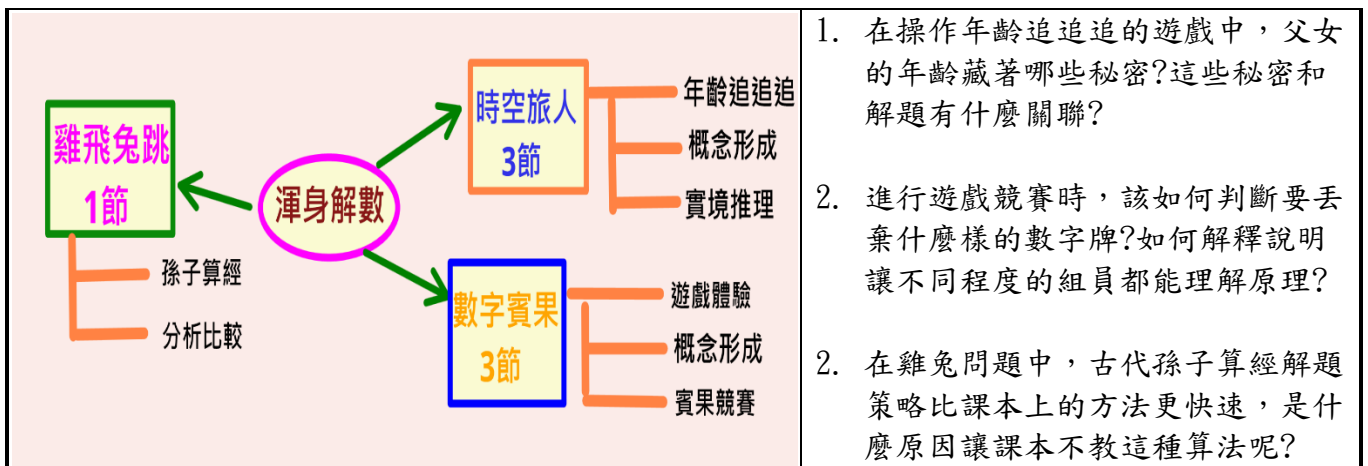 雞飛兔跳
1節
孫子算經
分析比較
渾身解數
時空旅人
3節
年齡追追追
概念形成
實境推理
數字賓果
3節
遊戲體驗
概念形成
賓果競賽
1. 在操作年齡追追追的遊戲中，父女
的年齡藏著哪些秘密?這些秘密和
解題有什麼關聯?
2. 進行遊戲競賽時，該如何判斷要丟
棄什麼樣的數字牌?如何解釋說明
讓不同程度的組員都能理解原理?
2. 在雞兔問題中，古代孫子算經解題
策略比課本上的方法更快速，是什
麼原因讓課本不教這種算法呢?